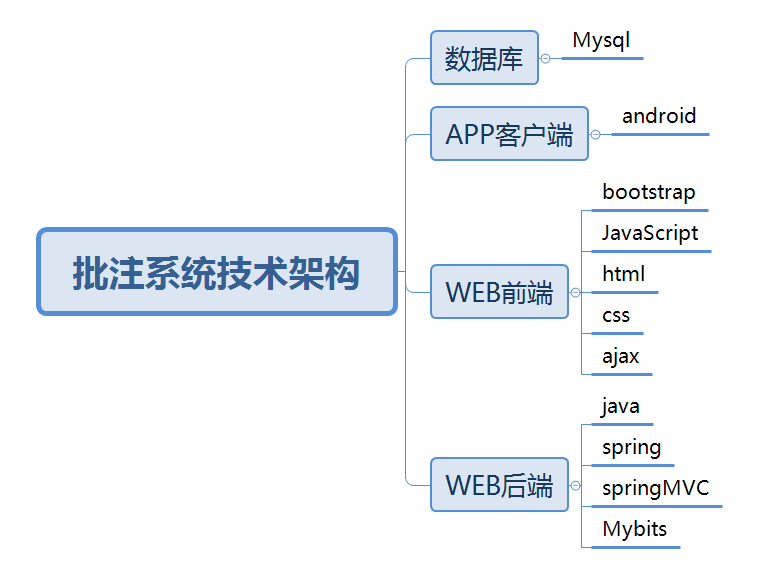 批注系统技术架构
数据库
Mysql
APP客户端
android
WEB前端
bootstrap
JavaScript
html
css
ajax
WEB后端
java
spring
springMVC
Mybits